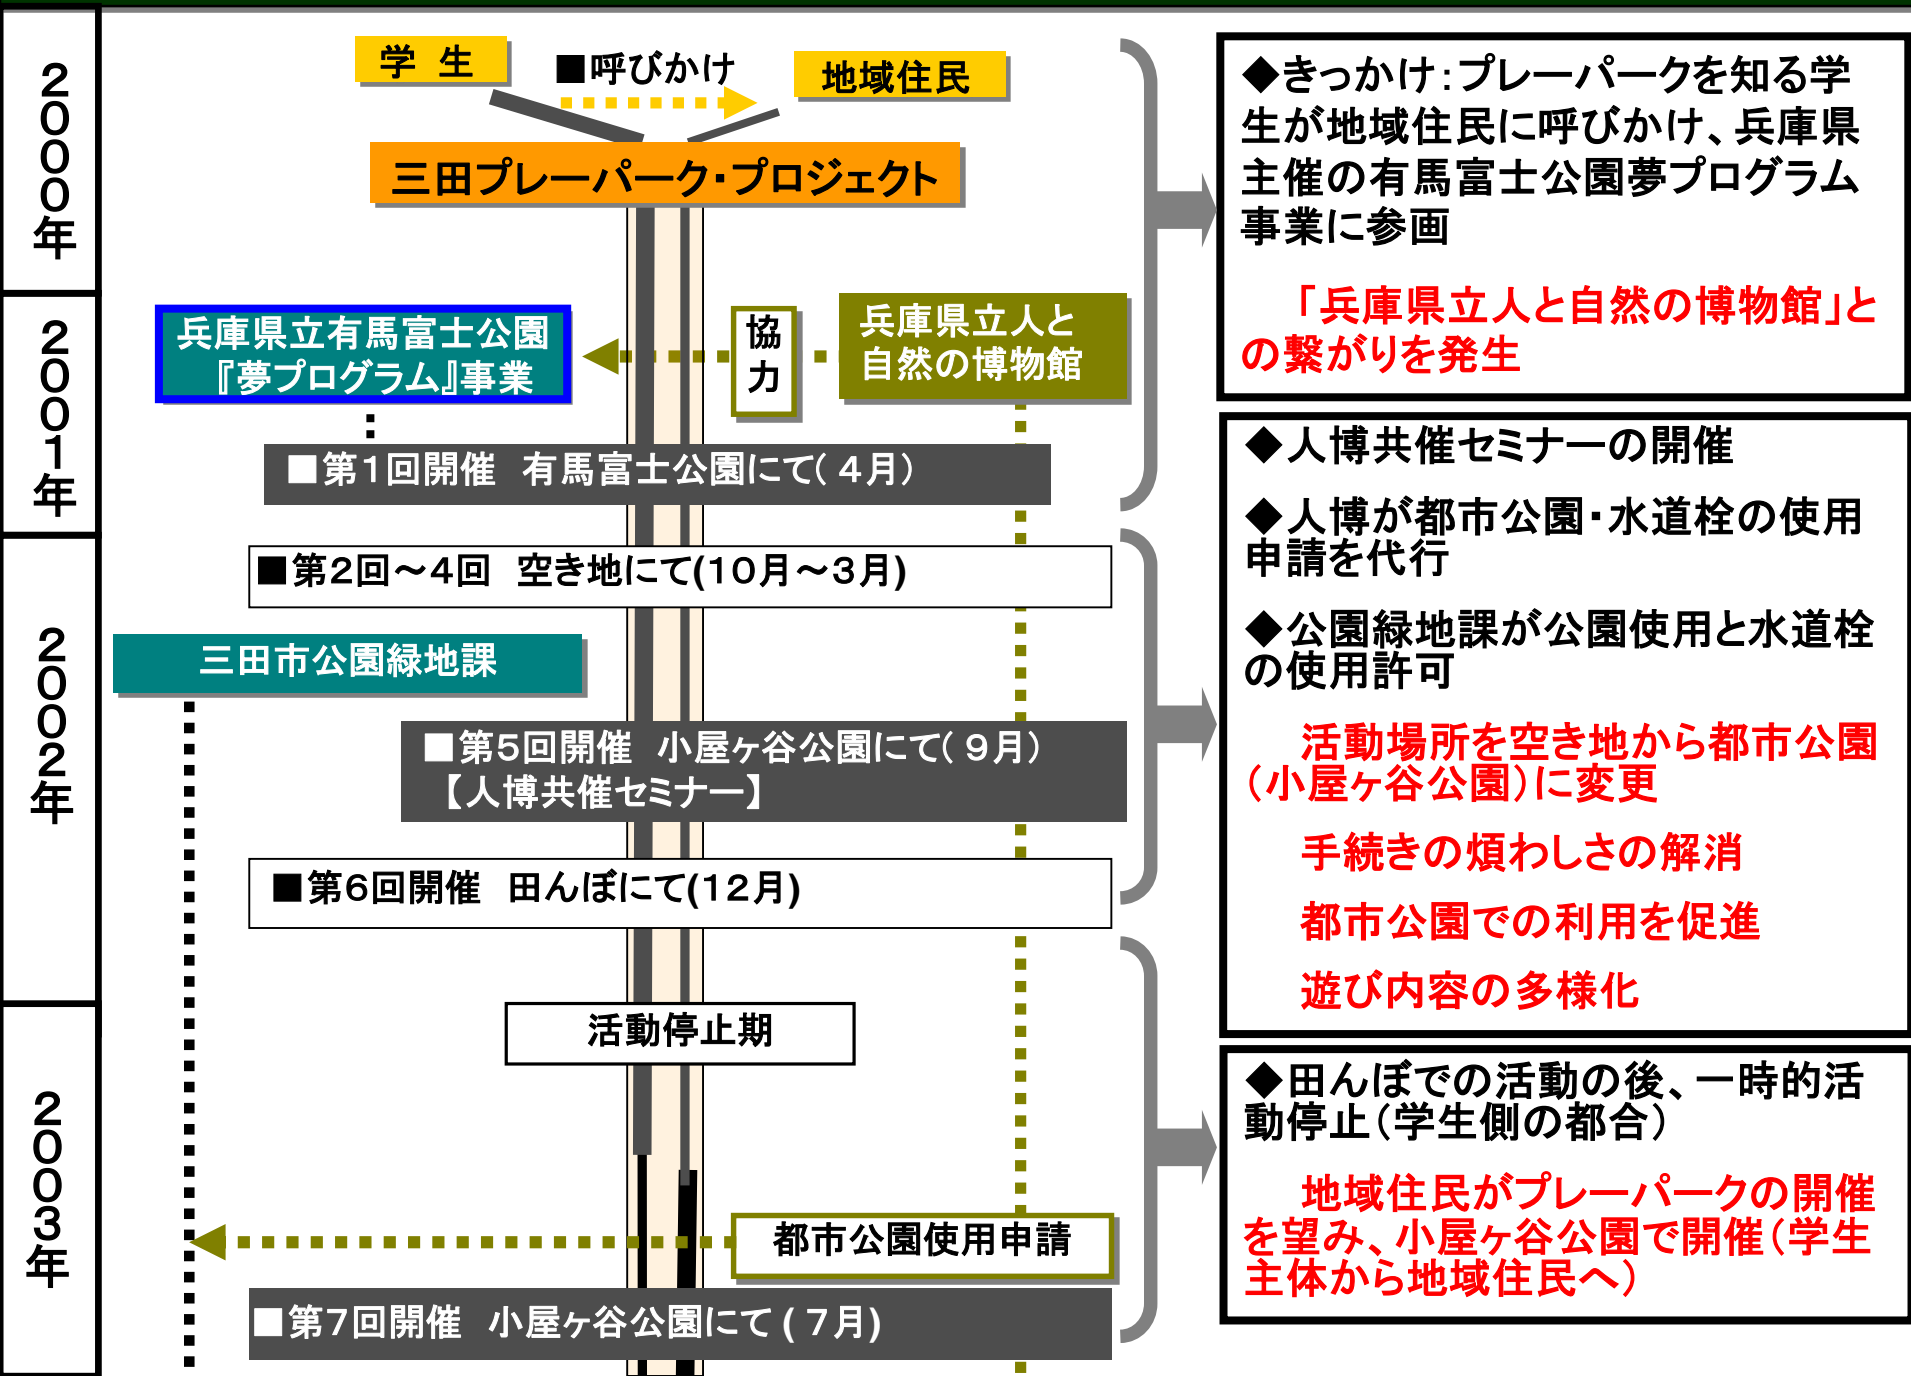 2000年
学 生
■呼びかけ
地域住民
三田プレーパーク・プロジェクト
2001年
兵庫県立有馬富士公園
『夢プログラム』事業
協力
兵庫県立人と
自然の博物館
■第1回開催 有馬富士公園にて(4月)
2002年
■第2回～4回 空き地にて(10月～3月)
三田市公園緑地課
■第5回開催 小屋ヶ谷公園にて(9月)
【人博共催セミナー】
■第6回開催 田んぼにて(12月)
2003年
活動停止期
都市公園使用申請
■第7回開催 小屋ヶ谷公園にて(7月)
◆きっかけ:プレーパークを知る学
生が地域住民に呼びかけ、兵庫県
主催の有馬富士公園夢プログラム
事業に参画
「兵庫県立人と自然の博物館」と
の繋がりを発生
◆人博共催セミナーの開催
◆人博が都市公園・水道栓の使用
申請を代行
◆公園緑地課が公園使用と水道栓
の使用許可
活動場所を空き地から都市公園
(小屋ヶ谷公園)に変更
手続きの煩わしさの解消
都市公園での利用を促進
遊び内容の多様化
◆田んぼでの活動の後、一時的活
動停止(学生側の都合)
地域住民がプレーパークの開催
を望み、小屋ヶ谷公園で開催(学生
主体から地域住民へ)